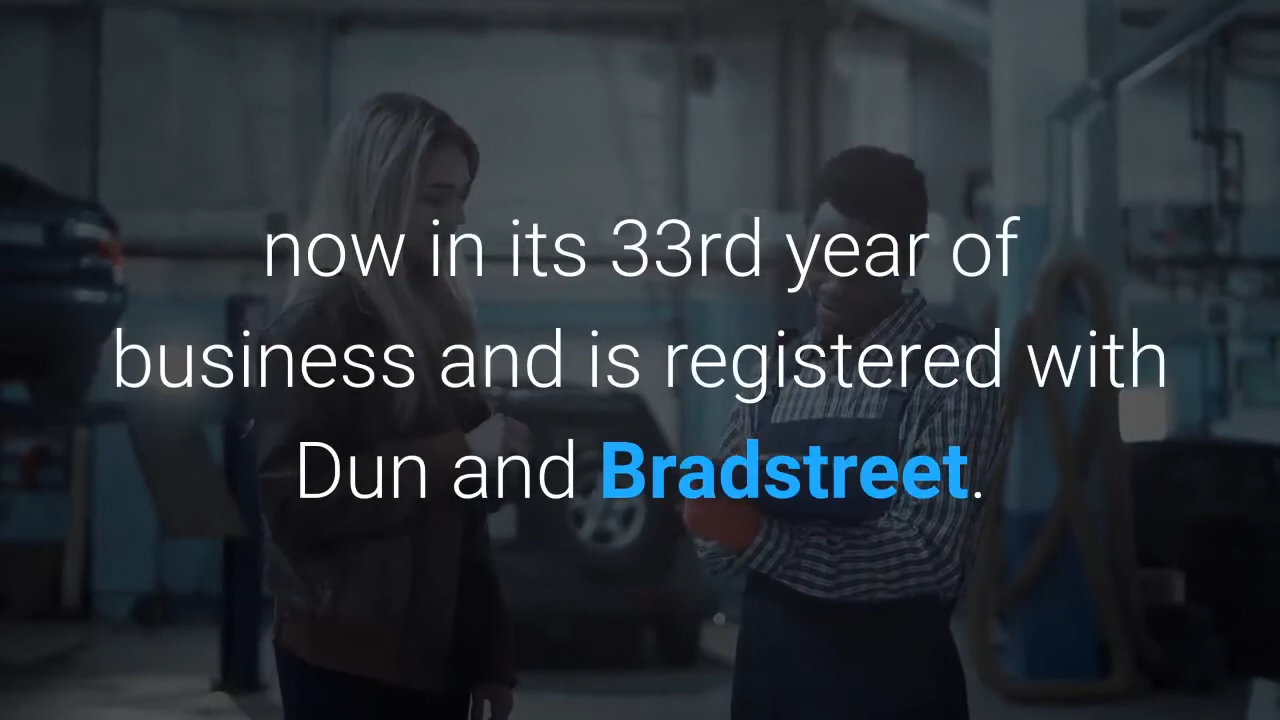 now in its 33rd year of
business and is registered with
Dun and Bradstreet.